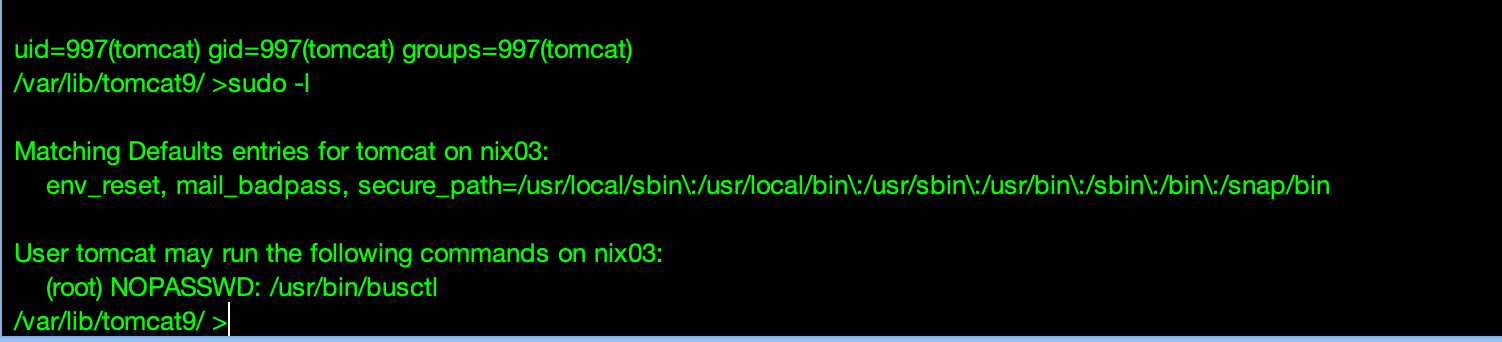 uid=997(tomcat) gid=997(tomcat) groups=997(tomcat)
/var/lib/tomcat9/ >sudo -l
Matching Defaults entries for tomcat on nix03:
env_reset, mail_badpass, secure_path=/usr/local/sbin\:/usr/local/bin\:/usr/sbin\:/usr/bin\:/sbin\:/bin\:/snap/bin
User tomcat may run the following commands on nix03:
(root) NOPASSWD: /usr/bin/busctl
/var/lib/tomcat9/ >